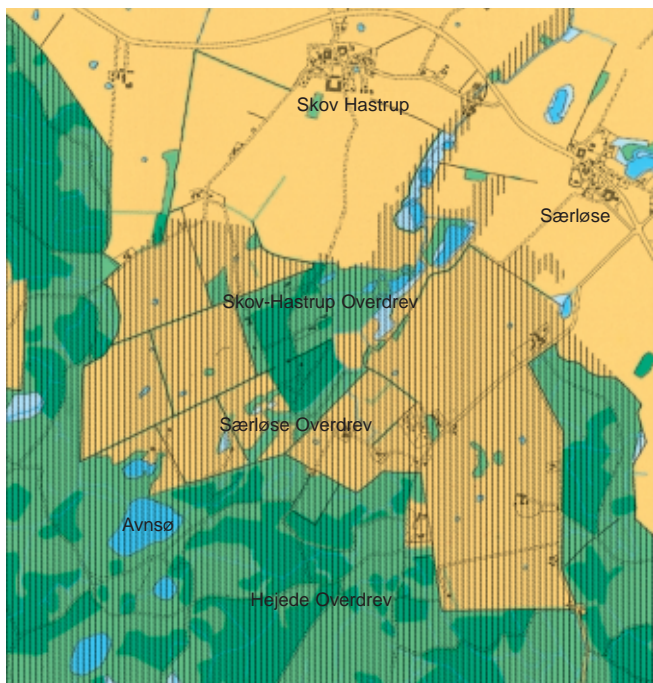 Skov Hastrup
Særløse
Skov-Hastrup Overdrev
Særløse Overdrev
Avnsø
Hejede Overdrev